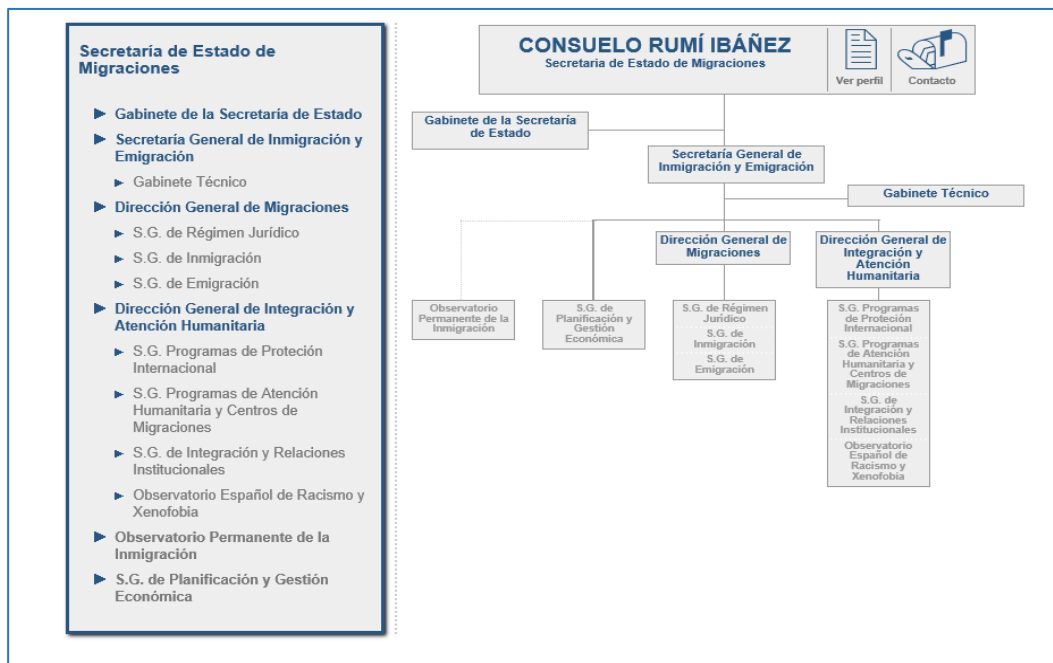 Secretaría de Estado de
Migraciones
Gabinete de la Secretaría de Estado
Secretaría General de Inmigración y
Emigración
Gabinete Técnico
Dirección General de Migraciones
S.G. de Régimen Jurídico
S.G. de Inmigración
S.G. de Emigración
Dirección General de Integración y
Atención Humanitaria
S.G. Programas de Proteción
Internacional
S.G. Programas de Atención
Humanitaria y Centros de
Migraciones
S.G. de Integración y Relaciones
Institucionales
Observatorio Español de Racismo y
Xenofobia
Observatorio Permanente de la
Inmigración
S.G. de Planificación y Gestión
Económica
CONSUELO RUMÍ IBÁÑEZ
Secretaria de Estado de Migraciones
Ver perfil
Contacto
Gabinete de la Secretaría
de Estado
Secretaría General de
Inmigración y Emigración
Gabinete Técnico
Dirección General de
Migraciones
Dirección General de
Integración y
Atención
Humanitaria
Observatorio
Permanente de la
Inmigración
S.G. de
Planificación y
Gestión
Económica
S.G. de Régimen
Jurídico
S.G. de
Inmigración
S.G. de
Emigración
S.G. Programas
de Proteción
Internacional
S.G. Programas
de Atención
Humanitaria y
Centros de
Migraciones
S.G. de
Integración y
Relaciones
Institucionales
Observatorio
Español de
Racismo y
Xenofobia